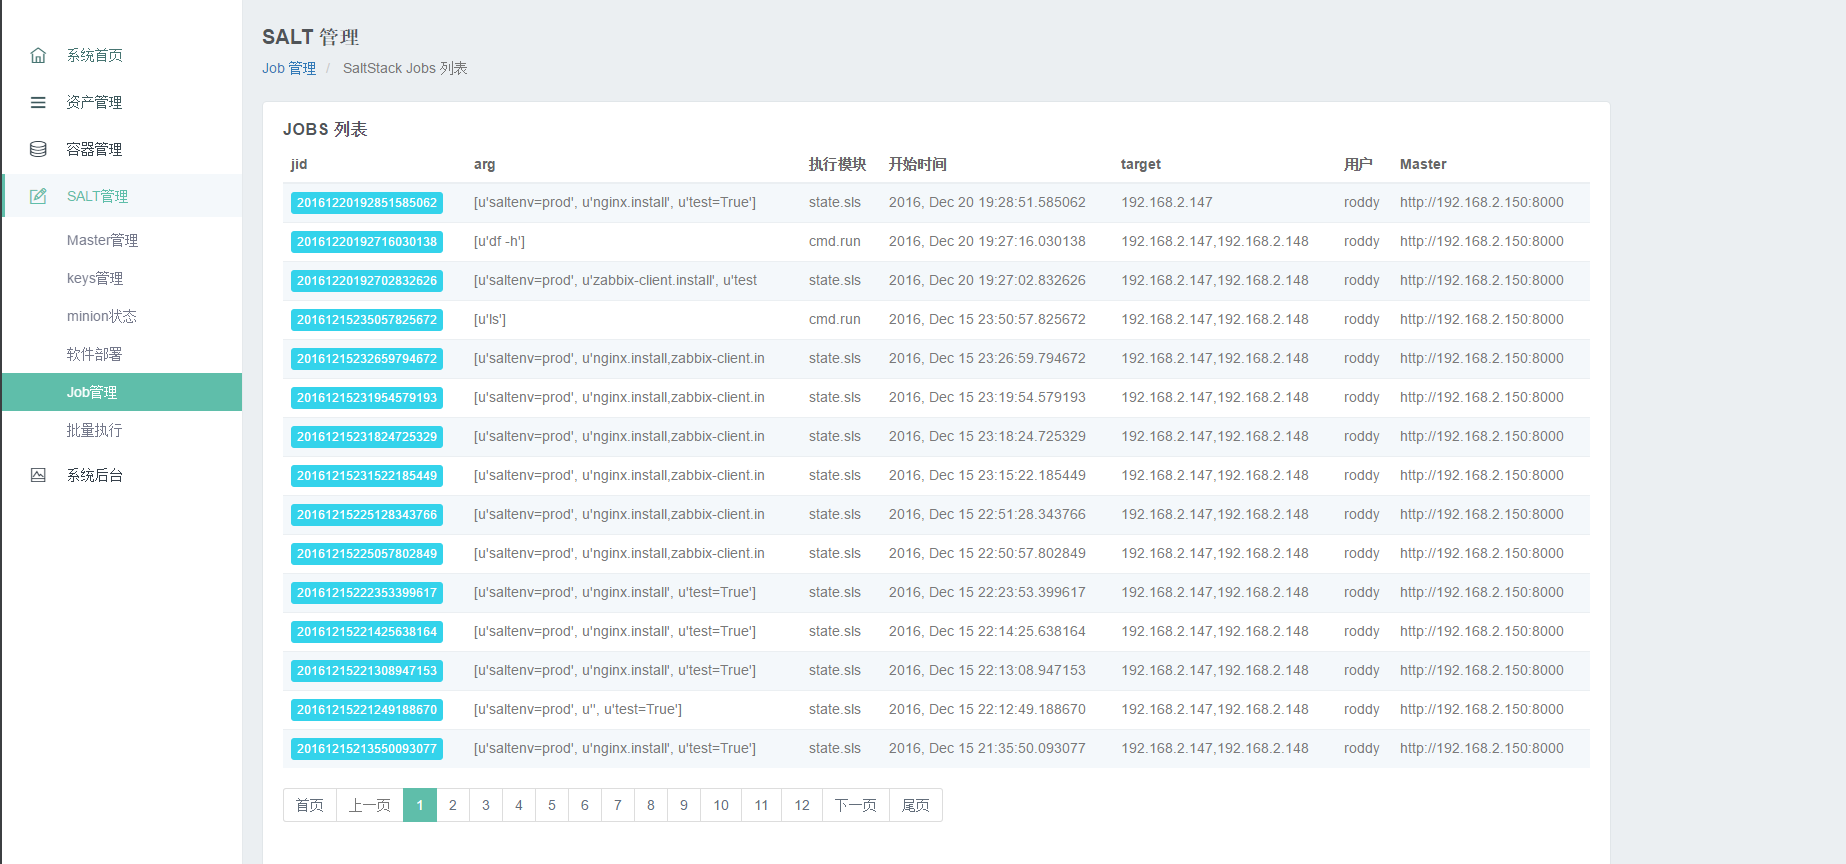 系统首页
资产管理
容器管理
SALT管理
Master管理
keys管理
minion状态
软件部署
Job管理
批量执行
系统后台
SALT 管理
Job 管理 / SaltStack Jobs 列表
JOBS 列表
jid arg 执行模块 开始时间 target 用户 Master
20161220192851585062 [u'saltenv=prod', u'nginx.install', u'test=True'] state.sls 2016, Dec 20 19:28:51.585062 192.168.2.147 roddy http://192.168.2.150:8000
20161220192716030138 [u'df -h'] cmd.run 2016, Dec 20 19:27:16.030138 192.168.2.147,192.168.2.148 roddy http://192.168.2.150:8000
20161220192702832626 [u'saltenv=prod', u'zabbix-client.install', u'test state.sls 2016, Dec 20 19:27:02.832626 192.168.2.147,192.168.2.148 roddy http://192.168.2.150:8000
20161215235057825672 [u'ls'] cmd.run 2016, Dec 15 23:50:57.825672 192.168.2.147,192.168.2.148 roddy http://192.168.2.150:8000
20161215232659794672 [u'saltenv=prod', u'nginx.install,zabbix-client.in state.sls 2016, Dec 15 23:26:59.794672 192.168.2.147,192.168.2.148 roddy http://192.168.2.150:8000
20161215231954579193 [u'saltenv=prod', u'nginx.install,zabbix-client.in state.sls 2016, Dec 15 23:19:54.579193 192.168.2.147,192.168.2.148 roddy http://192.168.2.150:8000
20161215231824725329 [u'saltenv=prod', u'nginx.install,zabbix-client.in state.sls 2016, Dec 15 23:18:24.725329 192.168.2.147,192.168.2.148 roddy http://192.168.2.150:8000
20161215231522185449 [u'saltenv=prod', u'nginx.install,zabbix-client.in state.sls 2016, Dec 15 23:15:22.185449 192.168.2.147,192.168.2.148 roddy http://192.168.2.150:8000
20161215225128343766 [u'saltenv=prod', u'nginx.install,zabbix-client.in state.sls 2016, Dec 15 22:51:28.343766 192.168.2.147,192.168.2.148 roddy http://192.168.2.150:8000
20161215225057802849 [u'saltenv=prod', u'nginx.install,zabbix-client.in state.sls 2016, Dec 15 22:50:57.802849 192.168.2.147,192.168.2.148 roddy http://192.168.2.150:8000
20161215222353399617 [u'saltenv=prod', u'nginx.install', u'test=True'] state.sls 2016, Dec 15 22:23:53.399617 192.168.2.147,192.168.2.148 roddy http://192.168.2.150:8000
20161215221425638164 [u'saltenv=prod', u'nginx.install', u'test=True'] state.sls 2016, Dec 15 22:14:25.638164 192.168.2.147,192.168.2.148 roddy http://192.168.2.150:8000
20161215221308947153 [u'saltenv=prod', u'nginx.install', u'test=True'] state.sls 2016, Dec 15 22:13:08.947153 192.168.2.147,192.168.2.148 roddy http://192.168.2.150:8000
20161215221249188670 [u'saltenv=prod', u'', u'test=True'] state.sls 2016, Dec 15 22:12:49.188670 192.168.2.147,192.168.2.148 roddy http://192.168.2.150:8000
20161215213550093077 [u'saltenv=prod', u'nginx.install', u'test=True'] state.sls 2016, Dec 15 21:35:50.093077 192.168.2.147,192.168.2.148 roddy http://192.168.2.150:8000
首页 上一页 1 2 3 4 5 6 7 8 9 10 11 12 下一页 尾页